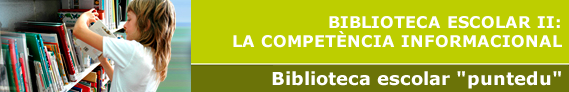 BIBLIOTECA ESCOLAR II:
LA COMPETÈNCIA INFORMACIONAL
Biblioteca escolar "puntedu"